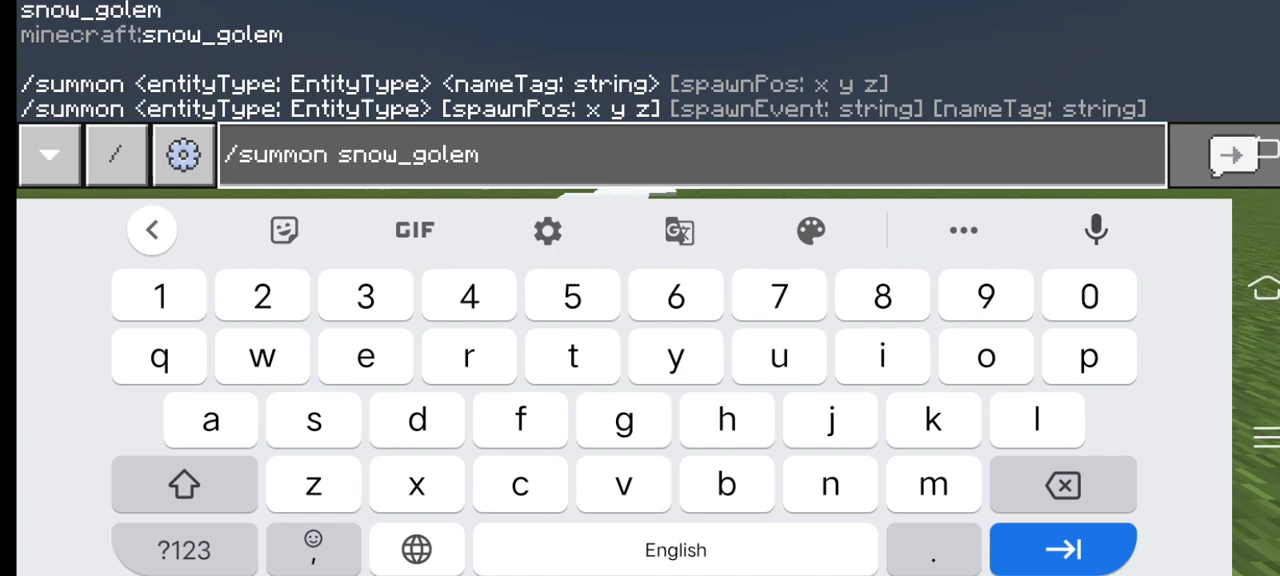 snow_golem
minecraft:snow_golem
/summon <entityType: EntityType> <nameTag: string> [spawnPos: x y z]
/summon <entityType: EntityType> [spawnPos: x y z] [spawnEvent: string] [nameTag: string]
/
/summon snow_golem
GIF
1 2 3 4 5 6 7 8 9 0
q w e r t y u i o p
a s d f g h j k l
z x c v b n m
?123 , English .